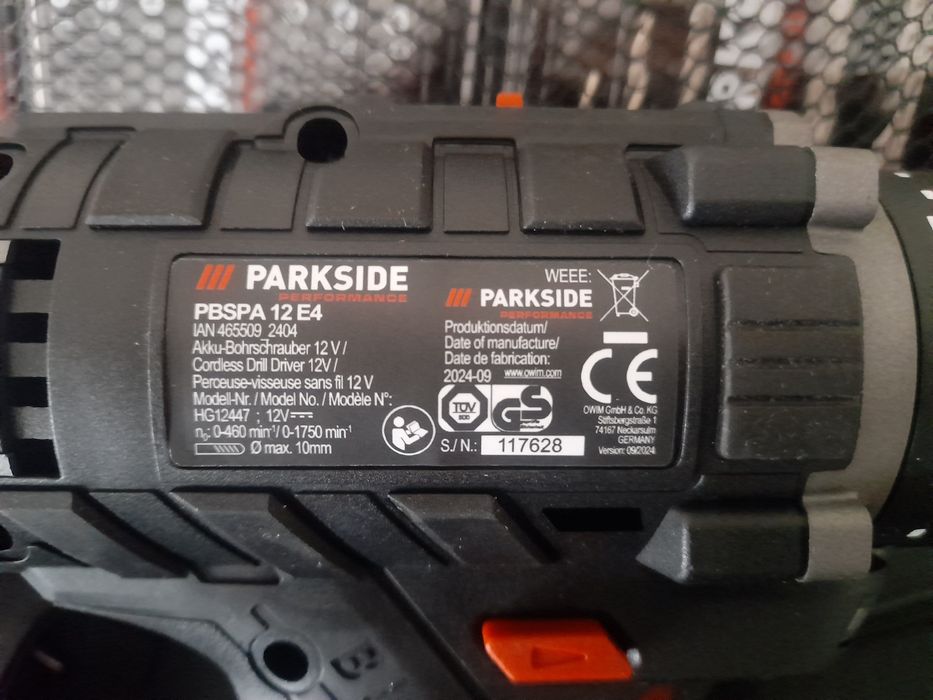 PARKSIDE
PERFORMANCE
PBSPA 12 E4
IAN 465509_2404
Akku-Bohrschrauber 12 V /
Cordless Drill Driver 12V /
Perceuse-visseuse sans fil 12 V
Modell-Nr. / Model No. / Modèle N°:
HG12447 ; 12V
n₀: 0-460 min⁻¹/ 0-1750 min⁻¹
Ø max. 10mm
WEEE:
PARKSIDE
PERFORMANCE
Produktionsdatum/
Date of manufacture/
Date de fabrication:
2024-09 www.owim.com
TÜV
GS
S./ N.: 117628
CE
OWIM GmbH & Co. KG
Stiftsbergstraße 1
74167 Neckarsulm
GERMANY
Version: 09/2024